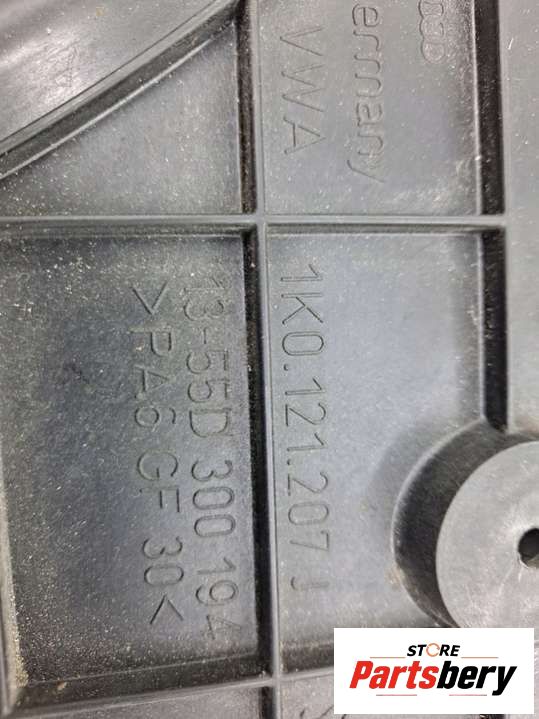 ermany
VWA
1K0.121.207 J
13-55D 300 194
>PA6 GF 30<
STORE
Partsbery